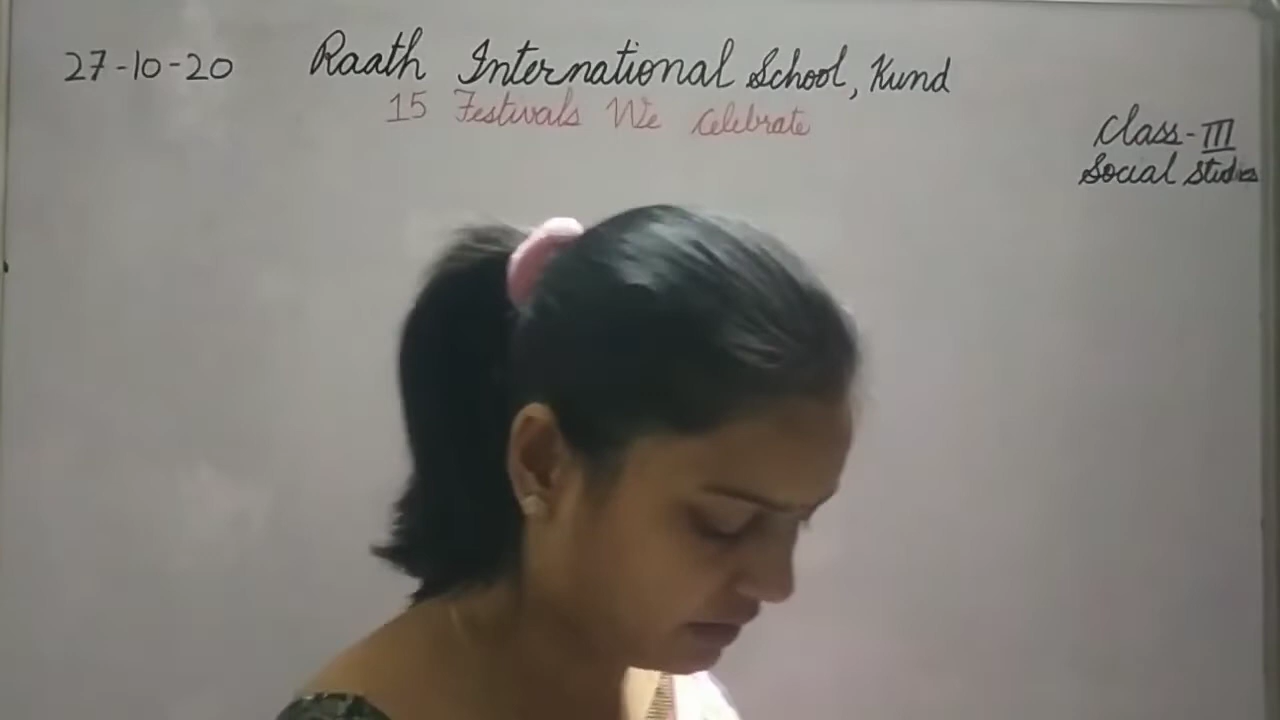 27-10-20 Raath International School, Kund
15 Festivals We Celebrate
Class-III
Social Studies